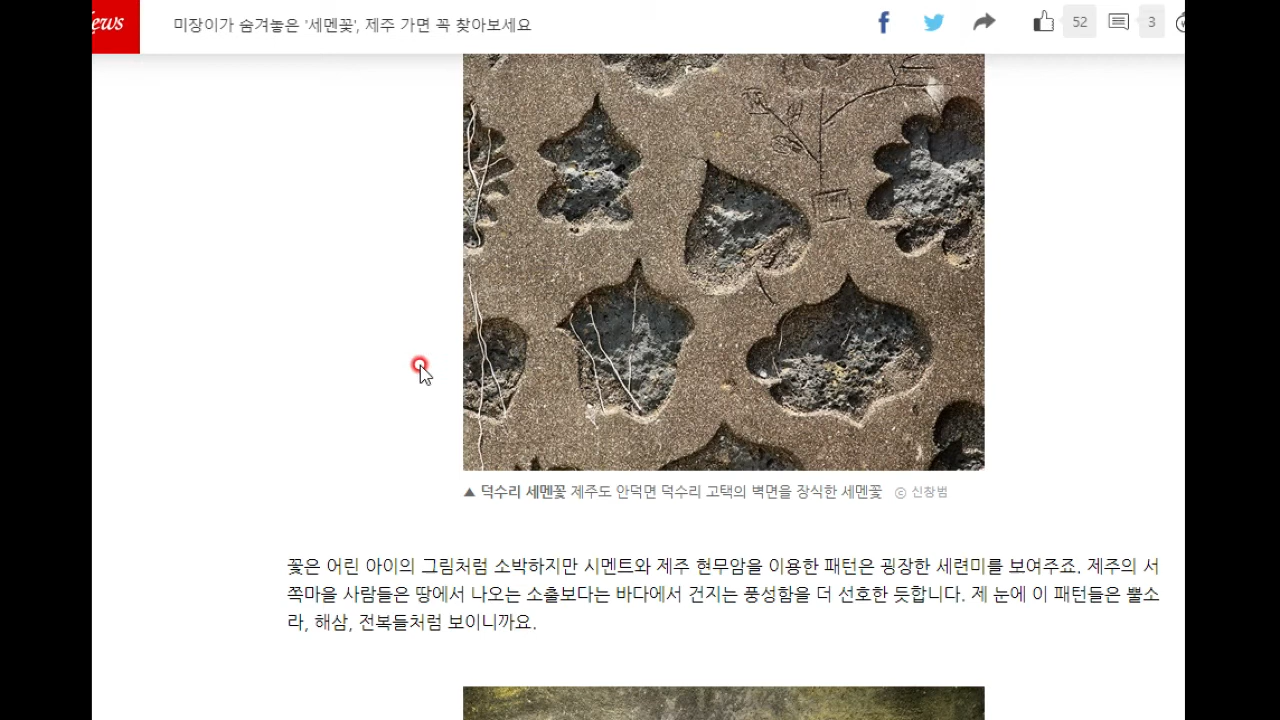 ews 미장이가 숨겨놓은 '세멘꽃', 제주 가면 꼭 찾아보세요 52 3
▲ 덕수리 세멘꽃 제주도 안덕면 덕수리 고택의 벽면을 장식한 세멘꽃 ⓒ 신창범
꽃은 어린 아이의 그림처럼 소박하지만 시멘트와 제주 현무암을 이용한 패턴은 굉장한 세련미를 보여주죠. 제주의 서
쪽마을 사람들은 땅에서 나오는 소출보다는 바다에서 건지는 풍성함을 더 선호한 듯합니다. 제 눈에 이 패턴들은 뿔소
라, 해삼, 전복들처럼 보이니까요.